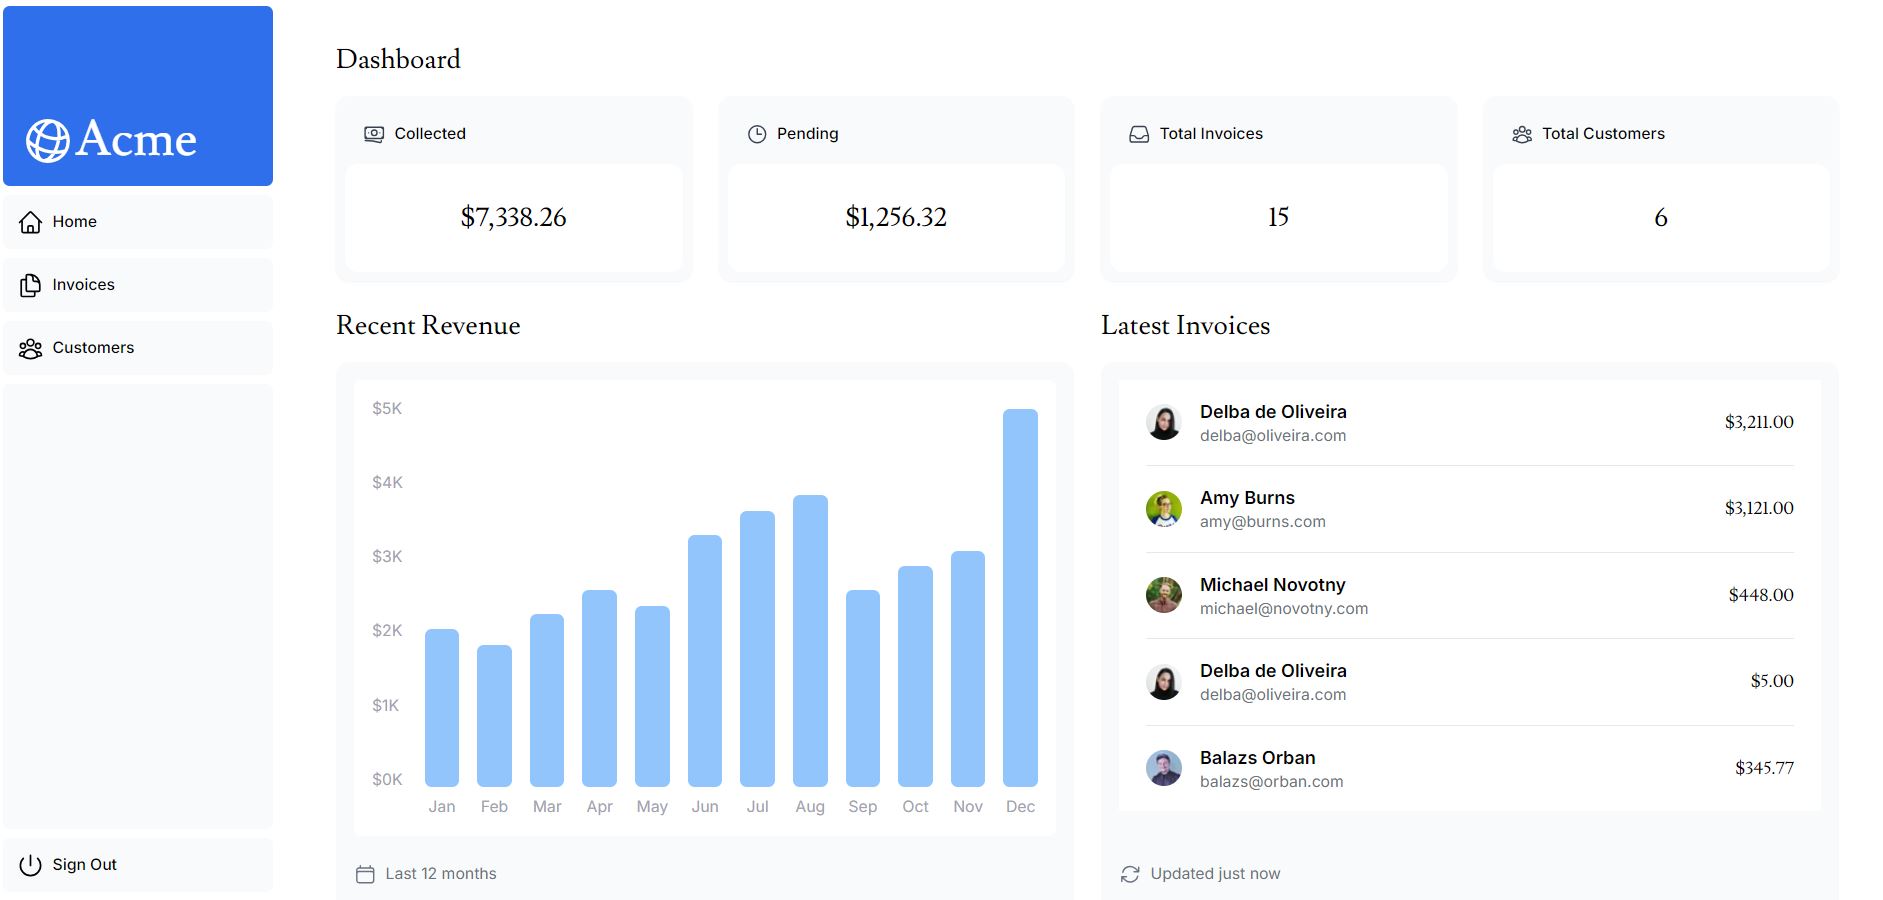 Acme
Home
Invoices
Customers
Sign Out
Dashboard
Collected
$7,338.26
Pending
$1,256.32
Total Invoices
15
Total Customers
6
Recent Revenue
$5K
$4K
$3K
$2K
$1K
$0K
Jan Feb Mar Apr May Jun Jul Aug Sep Oct Nov Dec
Last 12 months
Latest Invoices
Delba de Oliveira
delba@oliveira.com
$3,211.00
Amy Burns
amy@burns.com
$3,121.00
Michael Novotny
michael@novotny.com
$448.00
Delba de Oliveira
delba@oliveira.com
$5.00
Balazs Orban
balazs@orban.com
$345.77
Updated just now